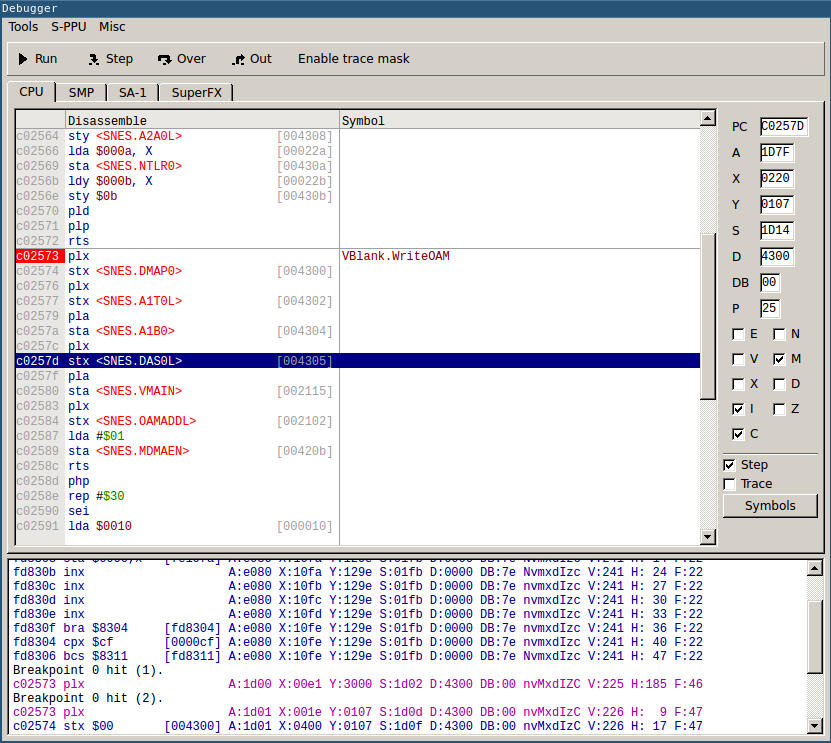 Debugger
Tools S-PPU Misc
Run Step Over Out Enable trace mask
CPU SMP SA-1 SuperFX
Disassemble Symbol
c02564 sty <SNES.A2A0L> [004308]
c02566 lda $000a, X [00022a]
c02569 sta <SNES.NTLR0> [00430a]
c0256b ldy $000b, X [00022b]
c0256e sty $0b [00430b]
c02570 pld
c02571 plp
c02572 rts
c02573 plx VBlank.WriteOAM
c02574 stx <SNES.DMAP0> [004300]
c02576 plx
c02577 stx <SNES.A1T0L> [004302]
c02579 pla
c0257a sta <SNES.A1B0> [004304]
c0257c plx
c0257d stx <SNES.DAS0L> [004305]
c0257f pla
c02580 sta <SNES.VMAIN> [002115]
c02583 plx
c02584 stx <SNES.OAMADDL> [002102]
c02587 lda #$01
c02589 sta <SNES.MDMAEN> [00420b]
c0258c rts
c0258d php
c0258e rep #$30
c02590 sei
c02591 lda $0010 [000010]
PC C0257D
A 1D7F
X 0220
Y 0107
S 1D14
D 4300
DB 00
P 25
E N
V M
X D
I Z
C
Step
Trace
Symbols
fd830b inx A:e080 X:10fa Y:129e S:01fb D:0000 DB:7e NvmxdIzc V:241 H: 24 F:22
fd830c inx A:e080 X:10fb Y:129e S:01fb D:0000 DB:7e nvmxdIzc V:241 H: 27 F:22
fd830d inx A:e080 X:10fc Y:129e S:01fb D:0000 DB:7e nvmxdIzc V:241 H: 30 F:22
fd830e inx A:e080 X:10fd Y:129e S:01fb D:0000 DB:7e nvmxdIzc V:241 H: 33 F:22
fd830f bra $8304 [fd8304] A:e080 X:10fe Y:129e S:01fb D:0000 DB:7e nvmxdIzc V:241 H: 36 F:22
fd8304 cpx $cf [0000cf] A:e080 X:10fe Y:129e S:01fb D:0000 DB:7e nvmxdIzc V:241 H: 40 F:22
fd8306 bcs $8311 [fd8311] A:e080 X:10fe Y:129e S:01fb D:0000 DB:7e NvmxdIzc V:241 H: 47 F:22
Breakpoint 0 hit (1).
c02573 plx A:1d00 X:00e1 Y:3000 S:1d02 D:4300 DB:00 nvMxdIZC V:225 H:185 F:46
Breakpoint 0 hit (2).
c02573 plx A:1d01 X:001e Y:0107 S:1d0d D:4300 DB:00 nvMxdIzC V:226 H: 9 F:47
c02574 stx $00 [004300] A:1d01 X:0400 Y:0107 S:1d0f D:4300 DB:00 nvMxdIzC V:226 H: 17 F:47